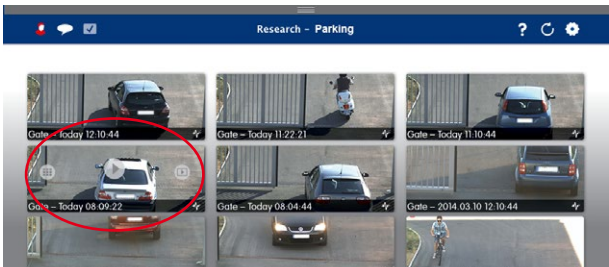 Research - Parking ?
Gate - Today 12:10:44
Gate - Today 11:22:21
Gate - Today 11:10:44
Gate - Today 08:09:22
Gate - Today 08:04:44
Gate - 2014.03.10 12:10:44